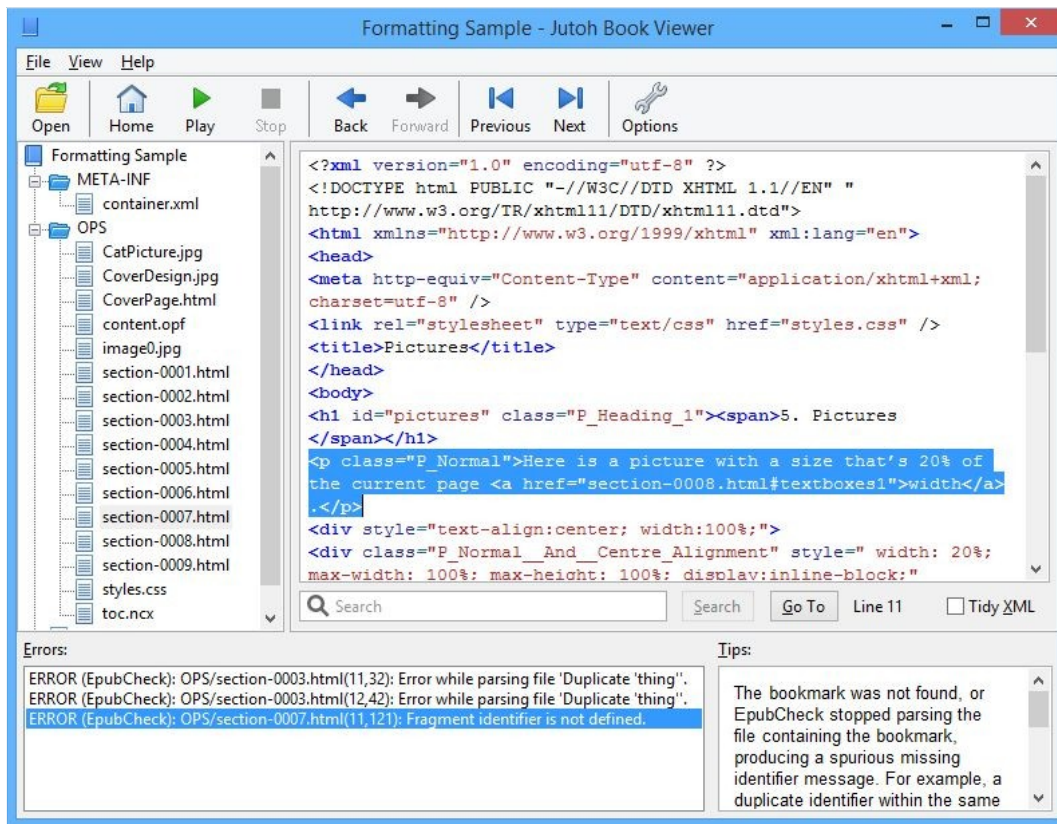 Formatting Sample - Jutoh Book Viewer
File View Help
Open Home Play Stop Back Forward Previous Next Options
Formatting Sample
META-INF
container.xml
OPS
CatPicture.jpg
CoverDesign.jpg
CoverPage.html
content.opf
image0.jpg
section-0001.html
section-0002.html
section-0003.html
section-0004.html
section-0005.html
section-0006.html
section-0007.html
section-0008.html
section-0009.html
styles.css
toc.ncx
<?xml version="1.0" encoding="utf-8" ?>
<!DOCTYPE html PUBLIC "-//W3C//DTD XHTML 1.1//EN" "
http://www.w3.org/TR/xhtml11/DTD/xhtml11.dtd">
<html xmlns="http://www.w3.org/1999/xhtml" xml:lang="en">
<head>
<meta http-equiv="Content-Type" content="application/xhtml+xml;
charset=utf-8" />
<link rel="stylesheet" type="text/css" href="styles.css" />
<title>Pictures</title>
</head>
<body>
<h1 id="pictures" class="P_Heading_1"><span>5. Pictures
</span></h1>
<p class="P_Normal">Here is a picture with a size that's 20% of
the current page <a href="section-0008.html#textboxes1">width</a>
.</p>
<div style="text-align:center; width:100%;">
<div class="P_Normal__And__Centre_Alignment" style=" width: 20%;
max-width: 100%; max-height: 100%; display:inline-block;"
Search Search Go To Line 11 Tidy XML
Errors:
ERROR (EpubCheck): OPS/section-0003.html(11,32): Error while parsing file 'Duplicate 'thing''.
ERROR (EpubCheck): OPS/section-0003.html(12,42): Error while parsing file 'Duplicate 'thing''.
ERROR (EpubCheck): OPS/section-0007.html(11,121): Fragment identifier is not defined.
Tips:
The bookmark was not found, or
EpubCheck stopped parsing the
file containing the bookmark,
producing a spurious missing
identifier message. For example, a
duplicate identifier within the same